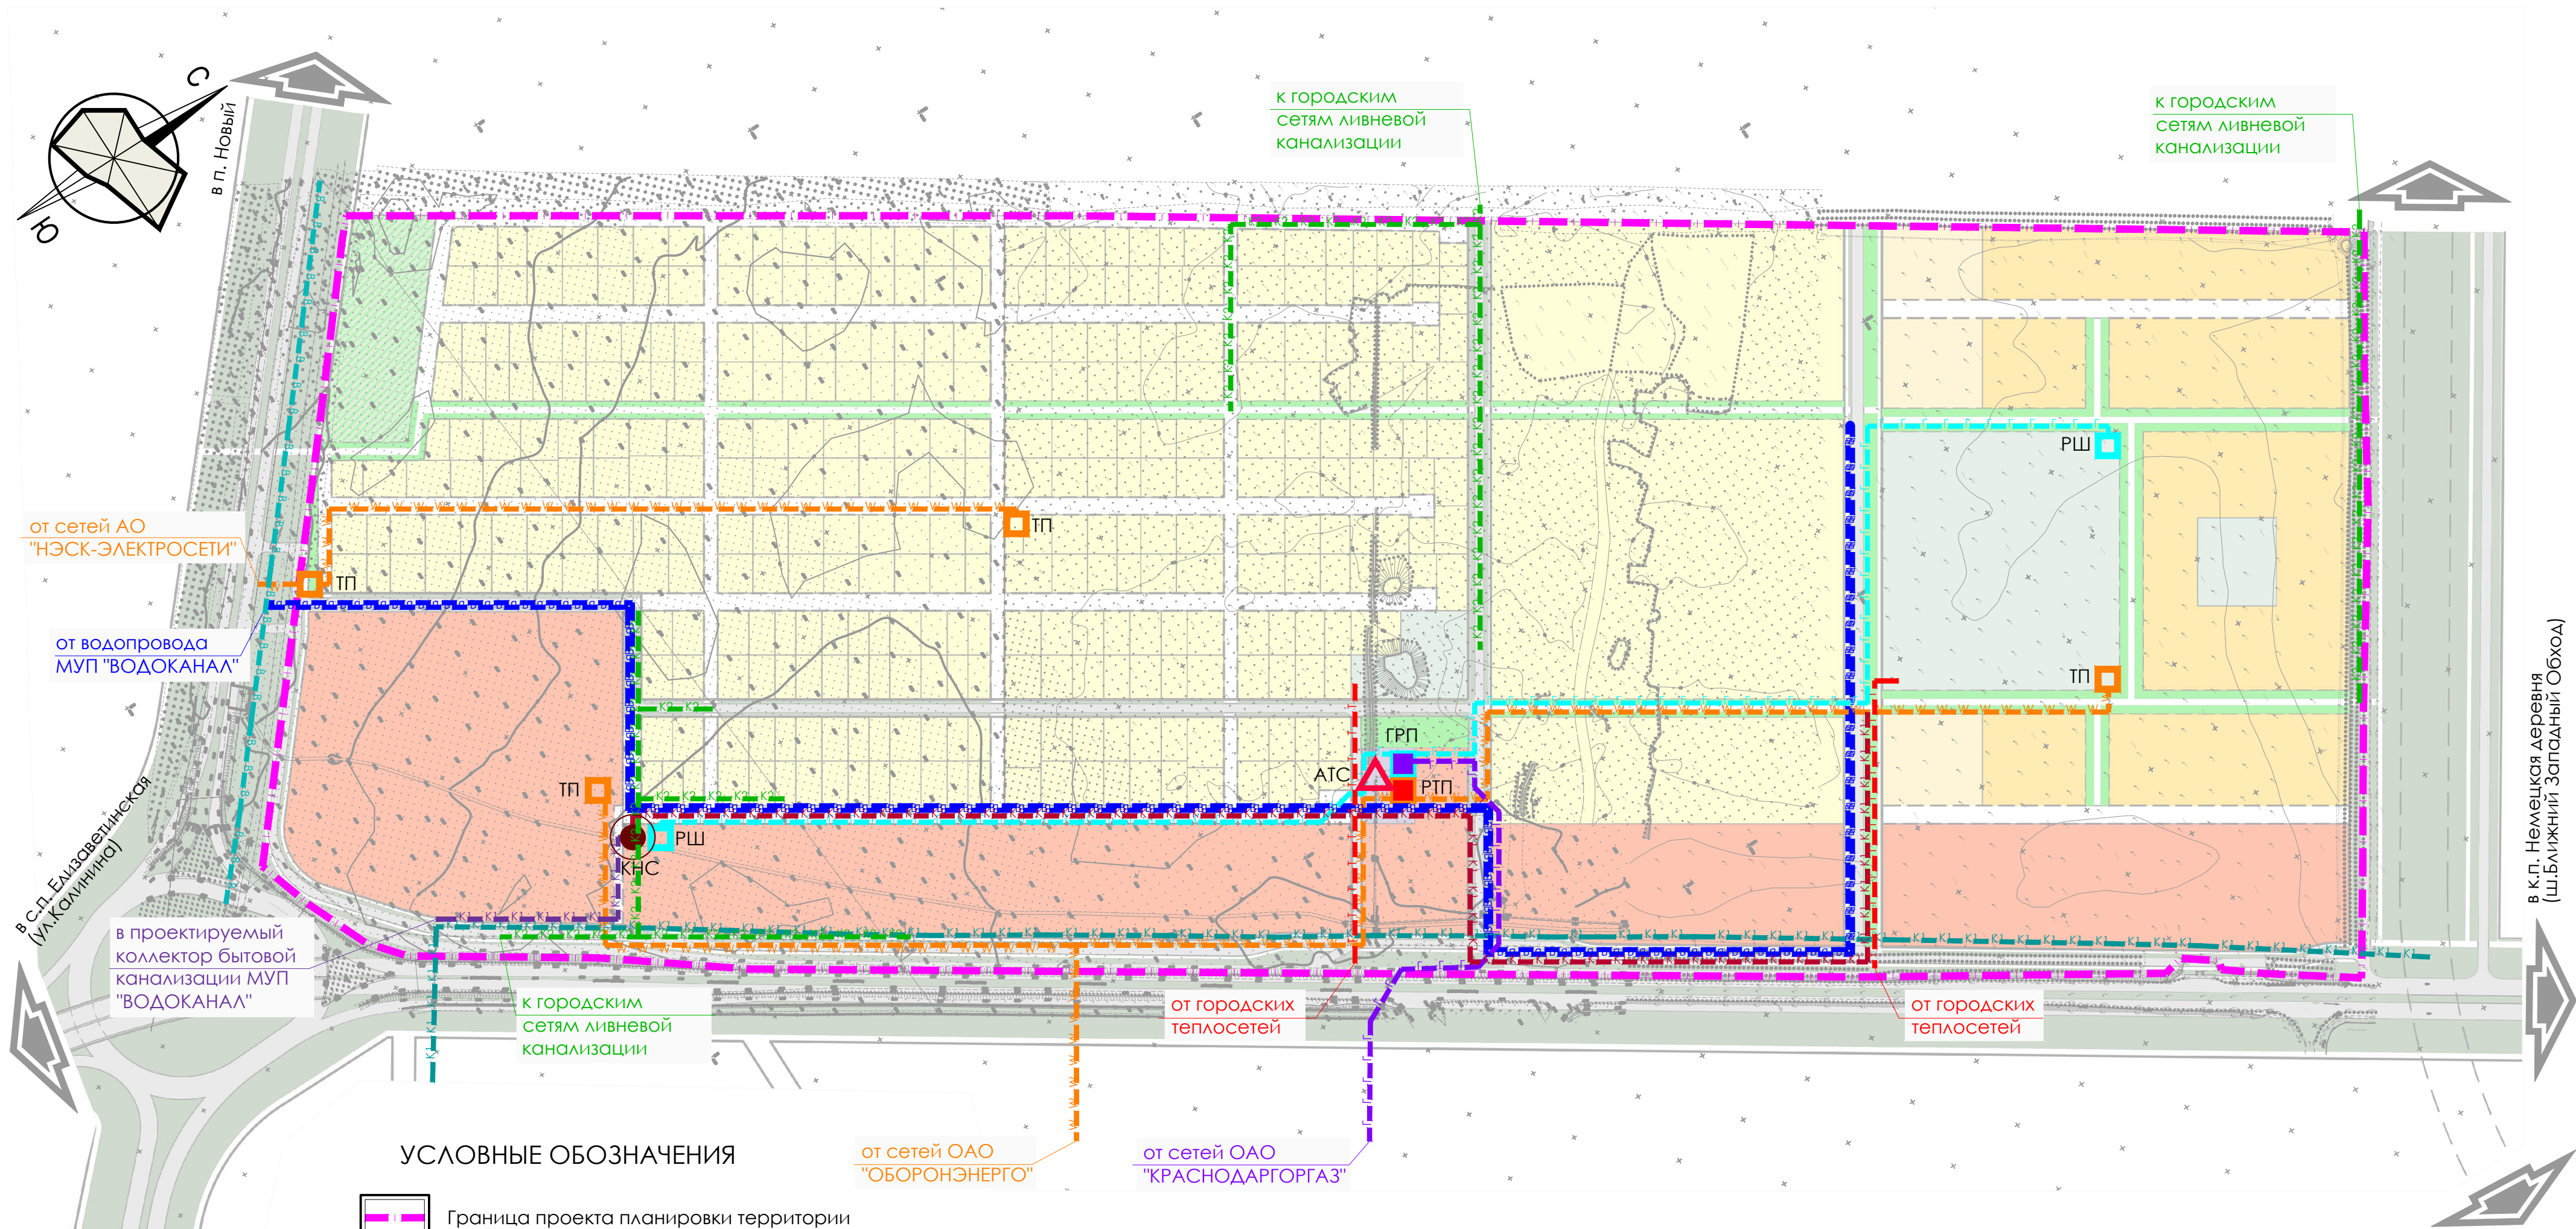 С
Ю
в п. Новый
к городским
сетям ливневой
канализации
к городским
сетям ливневой
канализации
РШ
от сетей АО
"НЭСК-ЭЛЕКТРОСЕТИ"
ТП
ТП
от водопровода
МУП "ВОДОКАНАЛ"
ТП
ГРП
АТС
РТП
ТП
РШ
КНС
в с.п. Елизаветинская
(ул.Калинина)
в к.п. Немецкая деревня
(ш.Ближний Западный Обход)
в проектируемый
коллектор бытовой
канализации МУП
"ВОДОКАНАЛ"
к городским
сетям ливневой
канализации
от городских
теплосетей
от городских
теплосетей
от сетей ОАО
"ОБОРОНЭНЕРГО"
от сетей ОАО
"КРАСНОДАРГОРГАЗ"
УСЛОВНЫЕ ОБОЗНАЧЕНИЯ
Граница проекта планировки территории